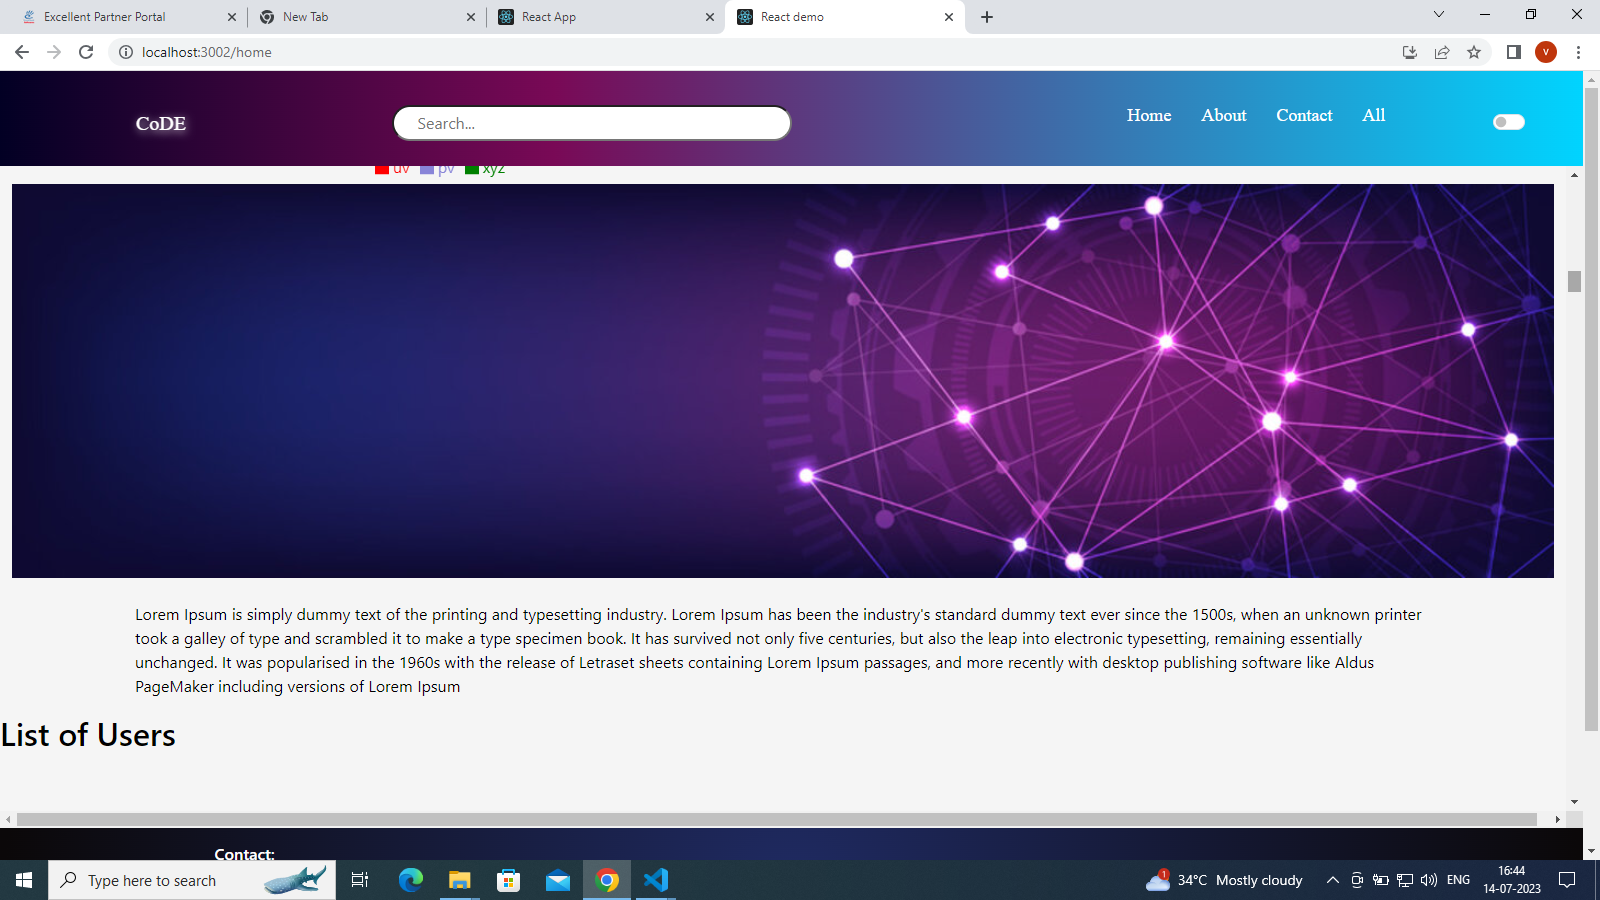 Excellent Partner Portal
New Tab
React App
React demo
localhost:3002/home
V
CoDE
Search...
Home About Contact All
uv pv xyz
Lorem Ipsum is simply dummy text of the printing and typesetting industry. Lorem Ipsum has been the industry's standard dummy text ever since the 1500s, when an unknown printer
took a galley of type and scrambled it to make a type specimen book. It has survived not only five centuries, but also the leap into electronic typesetting, remaining essentially
unchanged. It was popularised in the 1960s with the release of Letraset sheets containing Lorem Ipsum passages, and more recently with desktop publishing software like Aldus
PageMaker including versions of Lorem Ipsum
List of Users
Contact:
Type here to search
1
34°C Mostly cloudy
ENG
16:44
14-07-2023